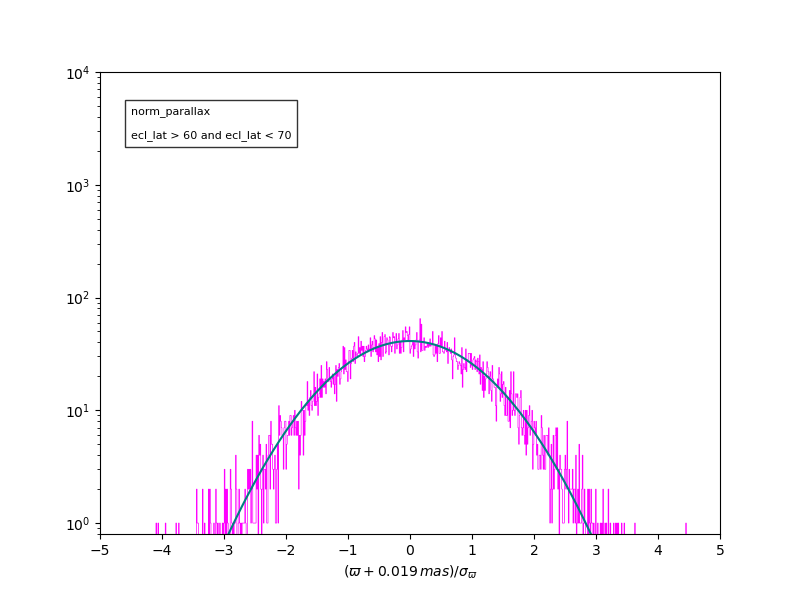 10⁴
norm_parallax
ecl_lat > 60 and ecl_lat < 70
10³
10²
10¹
10⁰
−5 −4 −3 −2 −1 0 1 2 3 4 5
(ϖ + 0.019 mas)/σ_ϖ